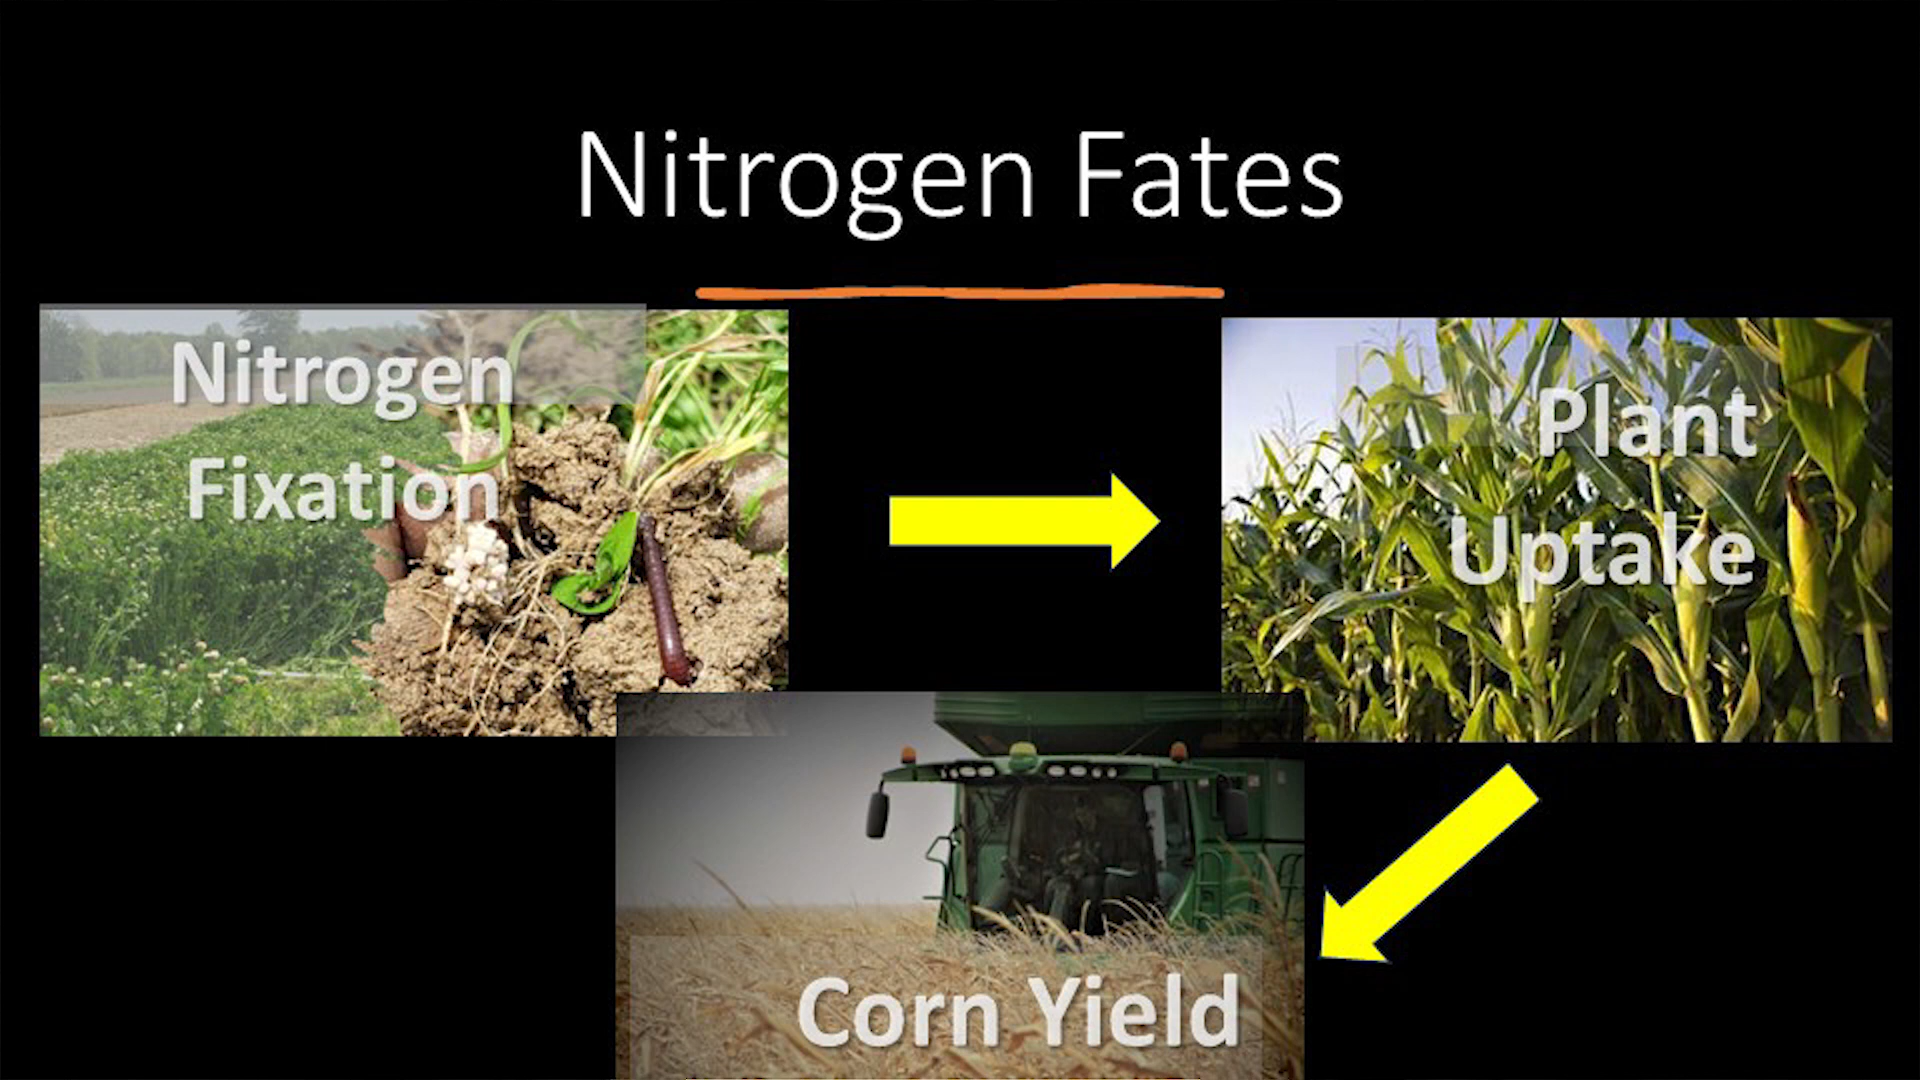 Nitrogen Fates
Nitrogen
Fixation
Plant
Uptake
Corn Yield